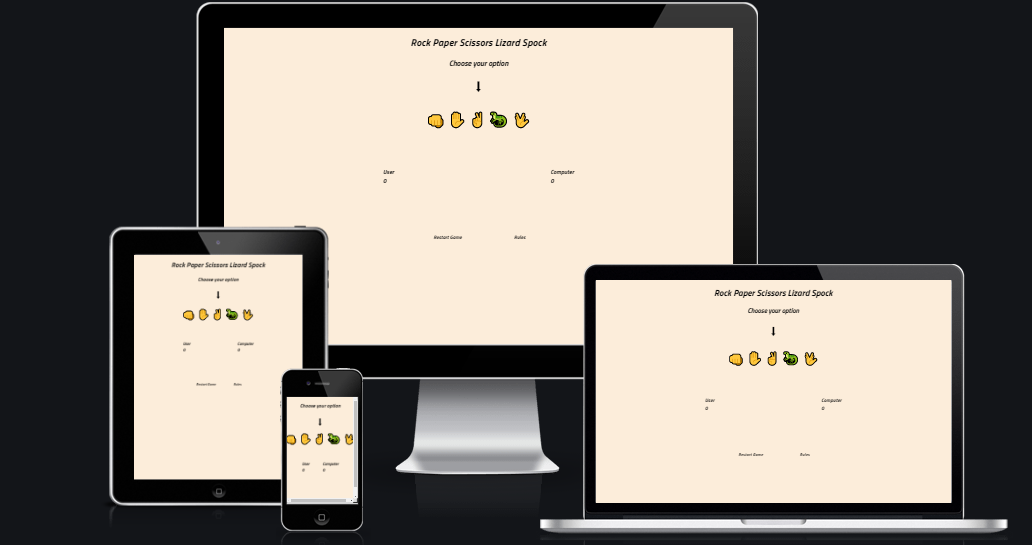 Rock Paper Scissors Lizard Spock
Choose your option
User
0
Computer
0
Restart Game
Rules
Rock Paper Scissors Lizard Spock
Choose your option
User
0
Computer
0
Restart Game
Rules
Choose your option
User
0
Computer
0
Rock Paper Scissors Lizard Spock
Choose your option
User
0
Computer
0
Restart Game
Rules